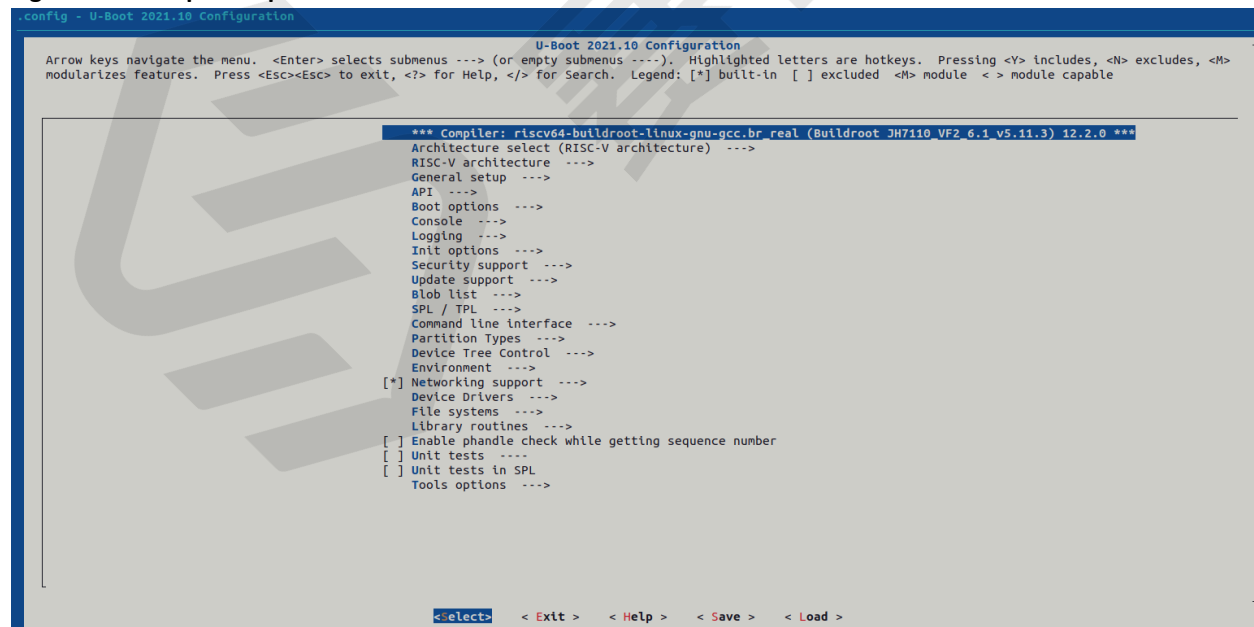 .config - U-Boot 2021.10 Configuration
U-Boot 2021.10 Configuration
Arrow keys navigate the menu.  <Enter> selects submenus ---> (or empty submenus ----).  Highlighted letters are hotkeys.  Pressing <Y> includes, <N> excludes, <M>
modularizes features.  Press <Esc><Esc> to exit, <?> for Help, </> for Search.  Legend: [*] built-in  [ ] excluded  <M> module  < > module capable
*** Compiler: riscv64-buildroot-linux-gnu-gcc.br_real (Buildroot JH7110_VF2_6.1_v5.11.3) 12.2.0 ***
Architecture select (RISC-V architecture)  --->
RISC-V architecture  --->
General setup  --->
API  --->
Boot options  --->
Console  --->
Logging  --->
Init options  --->
Security support  --->
Update support  --->
Blob list  --->
SPL / TPL  --->
Command line interface  --->
Partition Types  --->
Device Tree Control  --->
Environment  --->
[*] Networking support  --->
Device Drivers  --->
File systems  --->
Library routines  --->
[ ] Enable phandle check while getting sequence number
[ ] Unit tests  ----
[ ] Unit tests in SPL
Tools options  --->
<Select>    < Exit >    < Help >    < Save >    < Load >